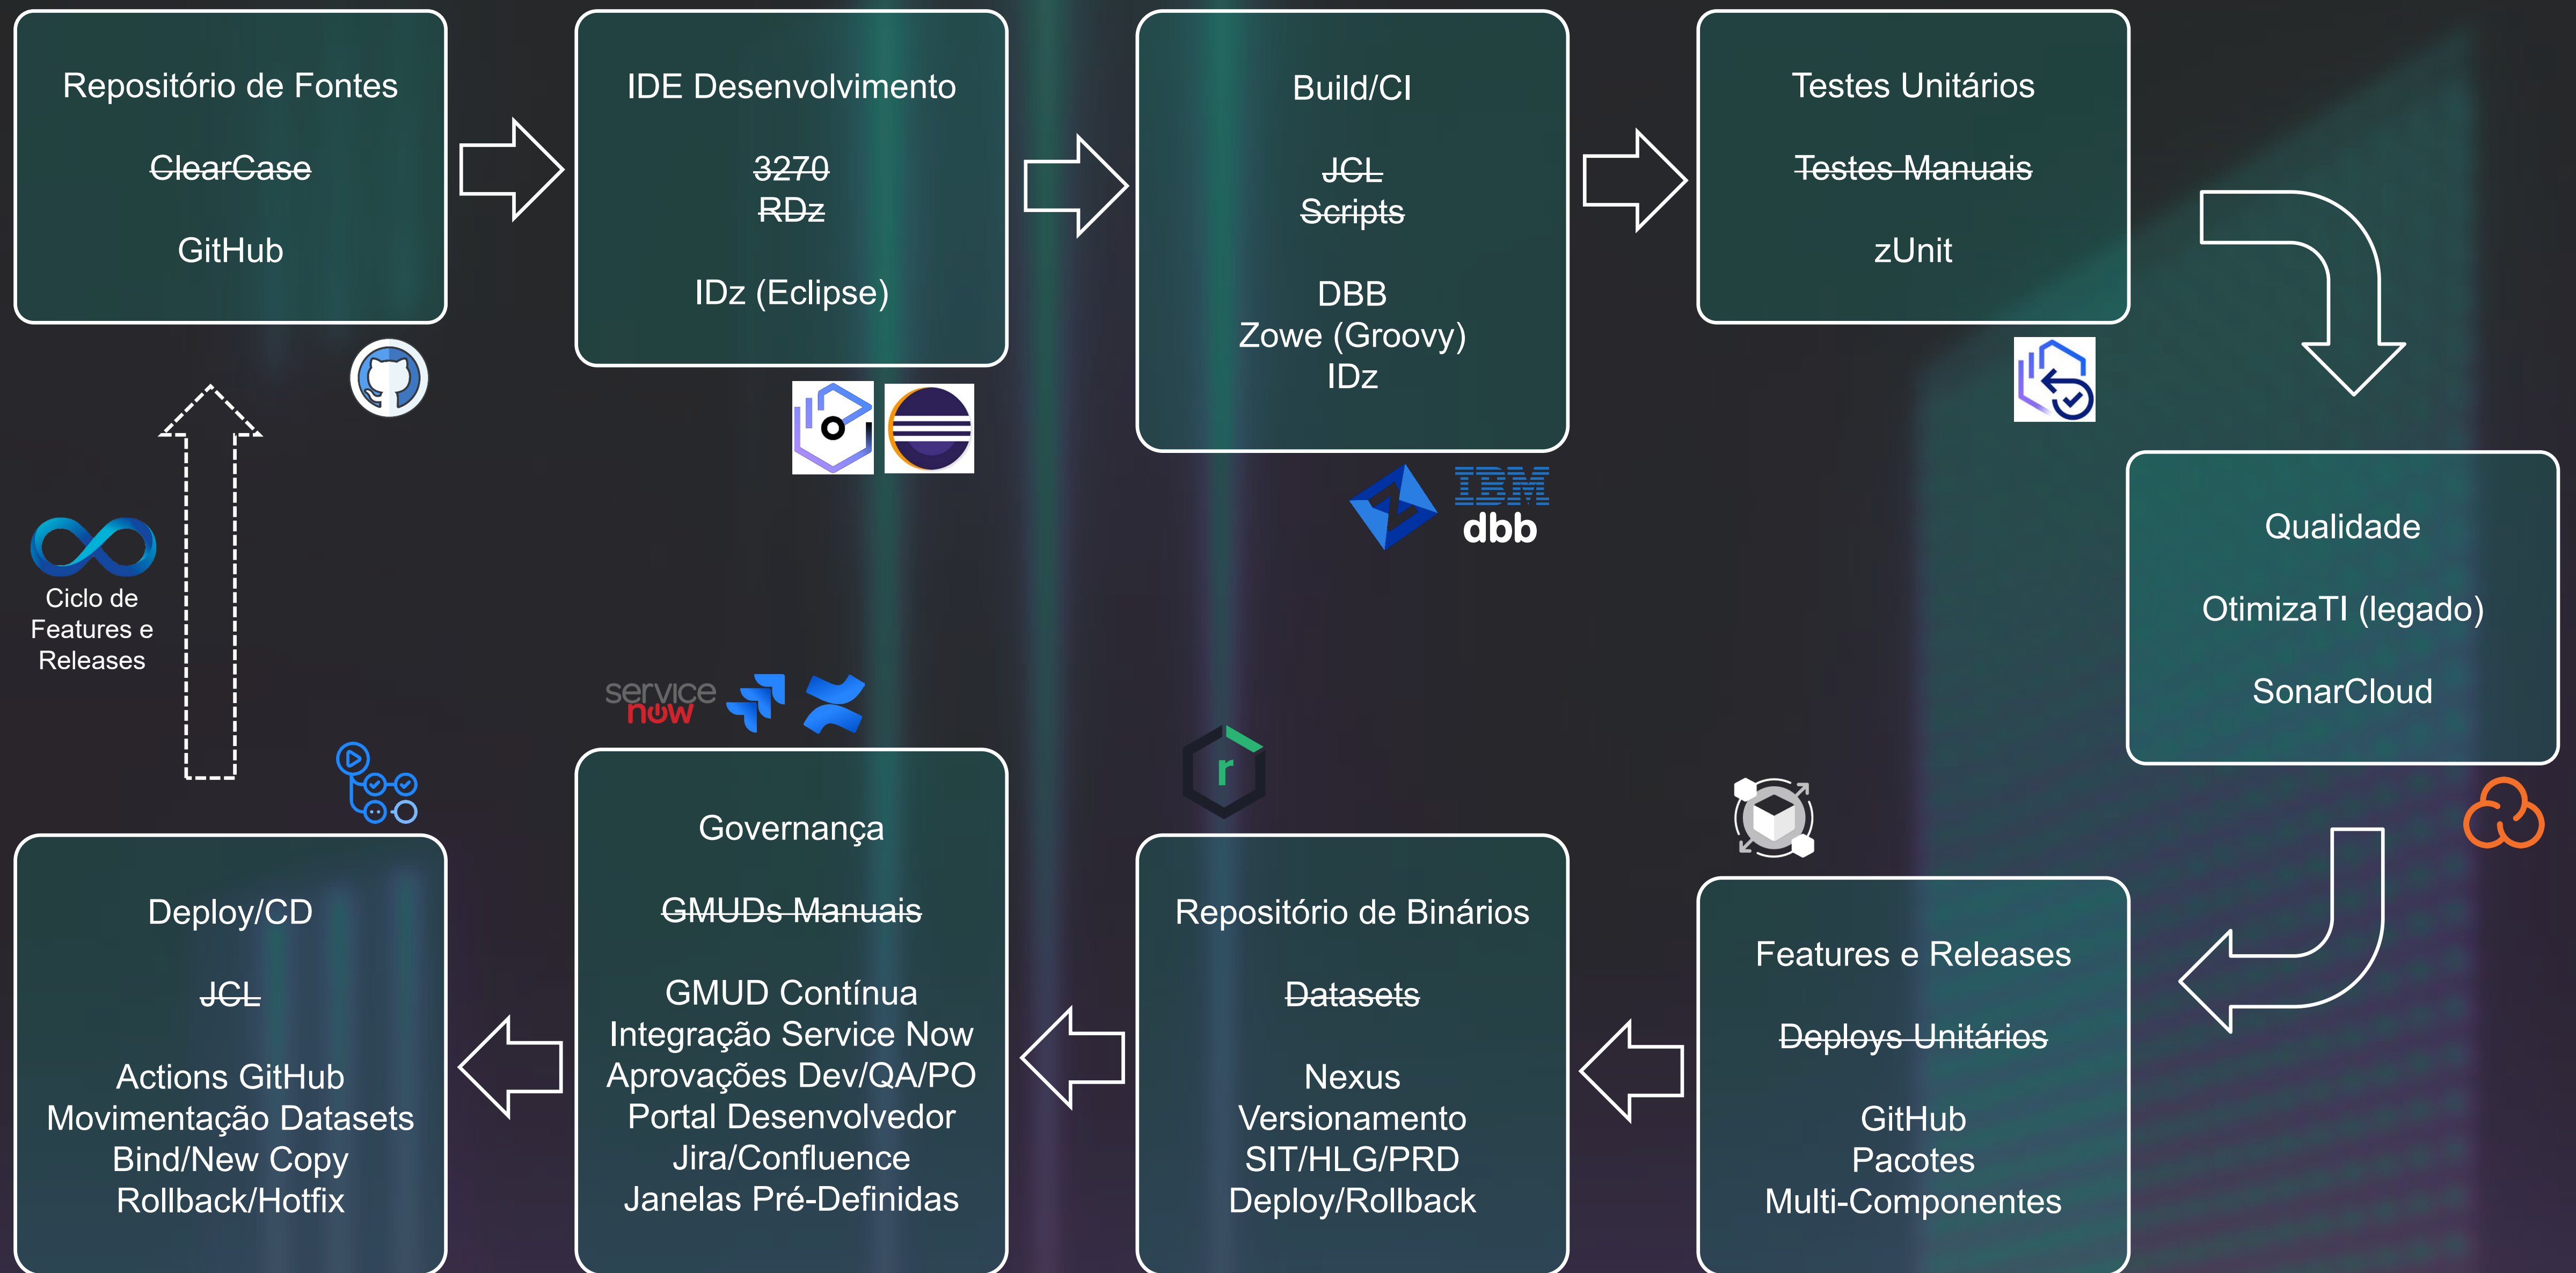 Repositório de Fontes
ClearCase
GitHub
IDE Desenvolvimento
3270
RDz
IDz (Eclipse)
Build/CI
JCL
Scripts
DBB
Zowe (Groovy)
IDz
IBM
dbb
Testes Unitários
Testes Manuais
zUnit
Qualidade
OtimizaTI (legado)
SonarCloud
Features e Releases
Deploys Unitários
GitHub
Pacotes
Multi-Componentes
r
Repositório de Binários
Datasets
Nexus
Versionamento
SIT/HLG/PRD
Deploy/Rollback
service
now
Governança
GMUDs Manuais
GMUD Contínua
Integração Service Now
Aprovações Dev/QA/PO
Portal Desenvolvedor
Jira/Confluence
Janelas Pré-Definidas
Deploy/CD
JCL
Actions GitHub
Movimentação Datasets
Bind/New Copy
Rollback/Hotfix
Ciclo de
Features e
Releases